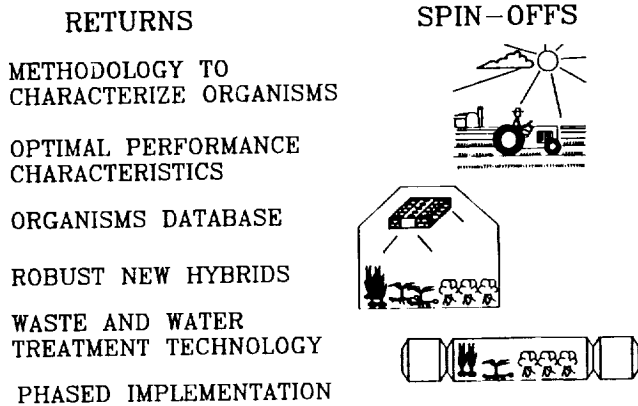 RETURNS
METHODOLOGY TO
CHARACTERIZE ORGANISMS
OPTIMAL PERFORMANCE
CHARACTERISTICS
ORGANISMS DATABASE
ROBUST NEW HYBRIDS
WASTE AND WATER
TREATMENT TECHNOLOGY
PHASED IMPLEMENTATION
SPIN-OFFS